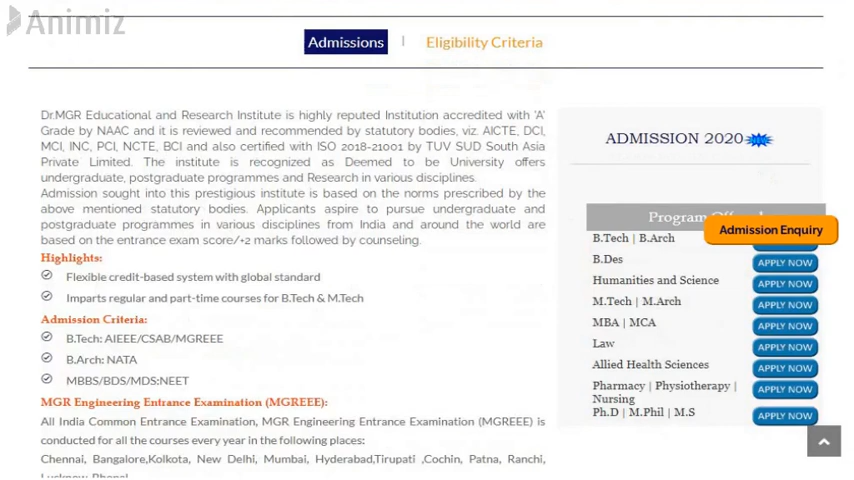 Animiz
Admissions | Eligibility Criteria
Dr.MGR Educational and Research Institute is highly reputed Institution accredited with 'A'
Grade by NAAC and it is reviewed and recommended by statutory bodies, viz. AICTE, DCI,
MCI, INC, PCI, NCTE, BCI and also certified with ISO 2018-21001 by TUV SUD South Asia
Private Limited. The institute is recognized as Deemed to be University offers
undergraduate, postgraduate programmes and Research in various disciplines.
Admission sought into this prestigious institute is based on the norms prescribed by the
above mentioned statutory bodies. Applicants aspire to pursue undergraduate and
postgraduate programmes in various disciplines from India and around the world are
based on the entrance exam score/+2 marks followed by counseling.
Highlights:
Flexible credit-based system with global standard
Imparts regular and part-time courses for B.Tech & M.Tech
Admission Criteria:
B.Tech: AIEEE/CSAB/MGREEE
B.Arch: NATA
MBBS/BDS/MDS:NEET
MGR Engineering Entrance Examination (MGREEE):
All India Common Entrance Examination, MGR Engineering Entrance Examination (MGREEE) is
conducted for all the courses every year in the following places:
Chennai, Bangalore,Kolkota, New Delhi, Mumbai, Hyderabad,Tirupati ,Cochin, Patna, Ranchi,
Lucknow, Bhopal
ADMISSION 2020
Program
Admission Enquiry
B.Tech | B.Arch
B.Des APPLY NOW
Humanities and Science APPLY NOW
M.Tech | M.Arch APPLY NOW
MBA | MCA APPLY NOW
Law APPLY NOW
Allied Health Sciences APPLY NOW
Pharmacy | Physiotherapy | APPLY NOW
Nursing
Ph.D | M.Phil | M.S APPLY NOW